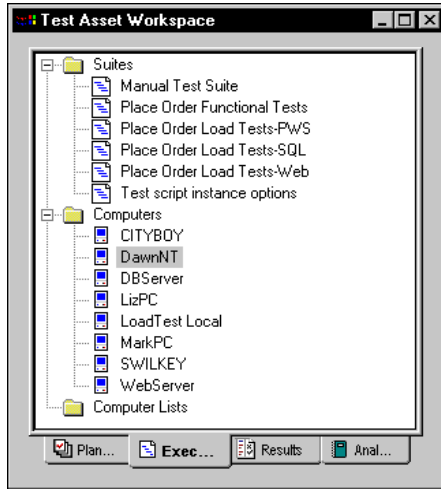 Test Asset Workspace
Suites
Manual Test Suite
Place Order Functional Tests
Place Order Load Tests-PWS
Place Order Load Tests-SQL
Place Order Load Tests-Web
Test script instance options
Computers
CITYBOY
DawnNT
DBServer
LizPC
LoadTest Local
MarkPC
SWILKEY
WebServer
Computer Lists
Plan... Exec... Results Anal...